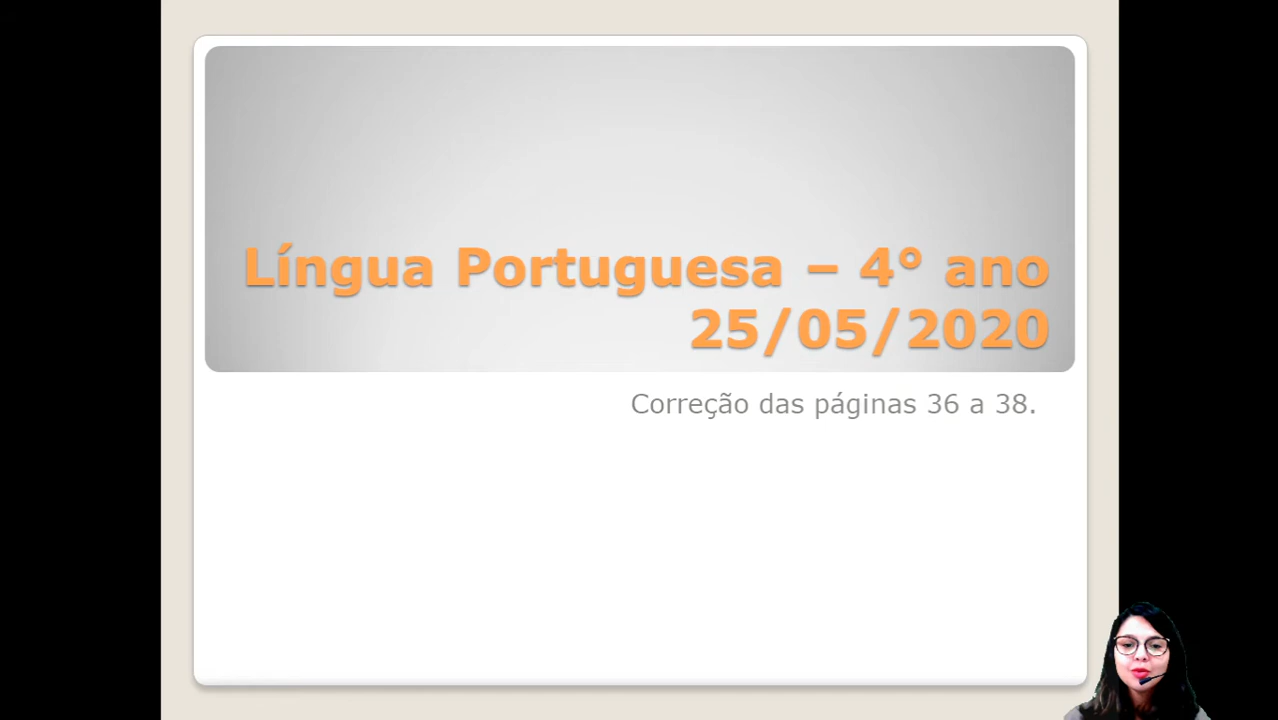 Língua Portuguesa – 4° ano
25/05/2020
Correção das páginas 36 a 38.